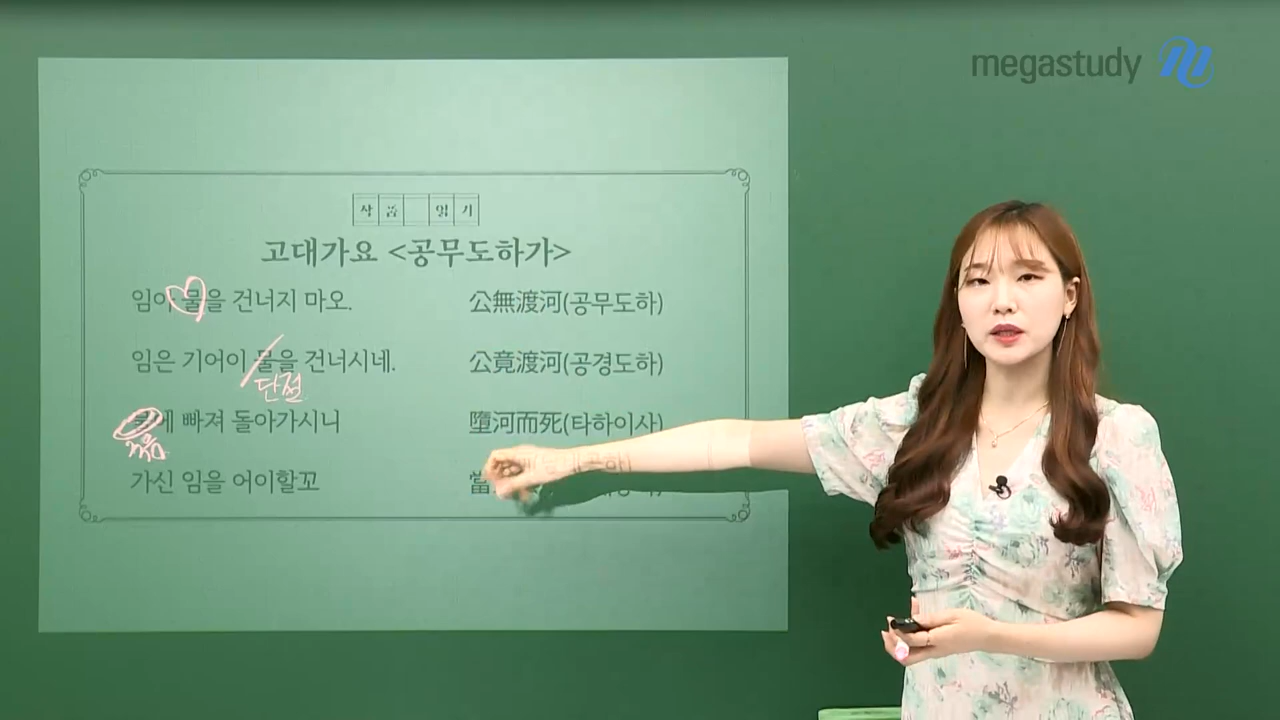 megastudy
작품 읽기
고대가요 <공무도하가>
임아 물을 건너지 마오. 公無渡河(공무도하)
임은 기어이 물을 건너시네. 公竟渡河(공경도하)
단절
물에 빠져 돌아가시니 墮河而死(타하이사)
죽음
가신 임을 어이할꼬 當